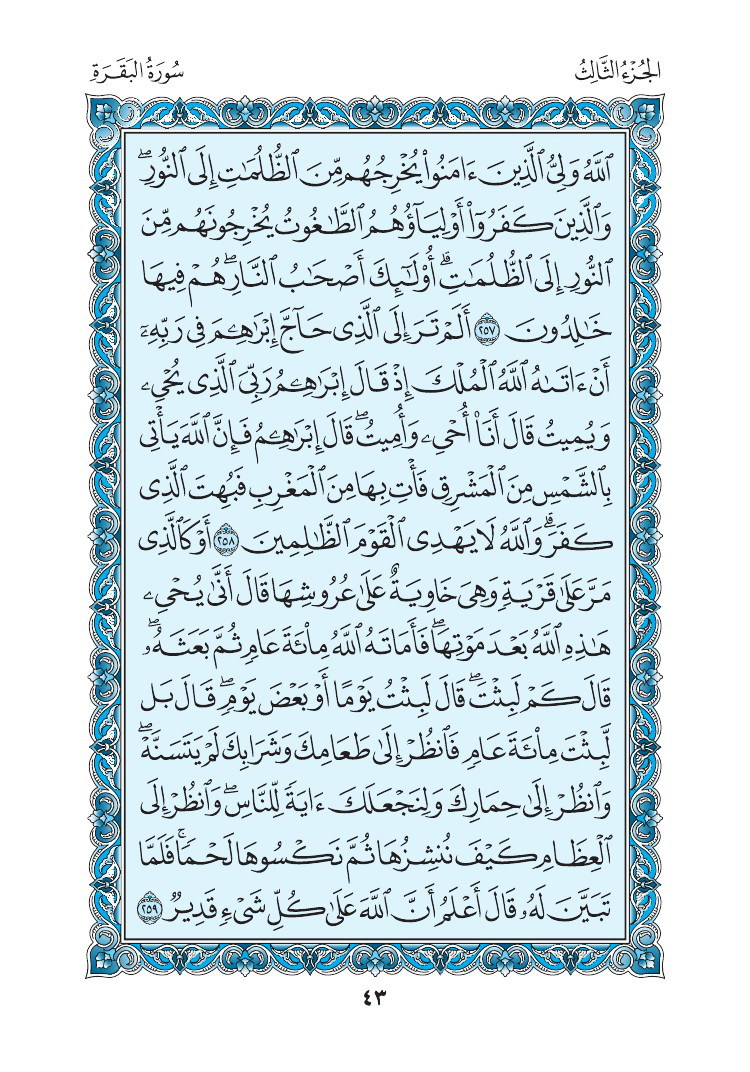 الجُزْءُ الثَّالِثُ
سُورَةُ البَقَرَةِ
ٱللَّهُ وَلِيُّ ٱلَّذِينَ ءَامَنُوا۟ يُخْرِجُهُم مِّنَ ٱلظُّلُمَٰتِ إِلَى ٱلنُّورِۖ
وَٱلَّذِينَ كَفَرُوٓا۟ أَوْلِيَآؤُهُمُ ٱلطَّٰغُوتُ يُخْرِجُونَهُم مِّنَ
ٱلنُّورِ إِلَى ٱلظُّلُمَٰتِۗ أُو۟لَٰٓئِكَ أَصْحَٰبُ ٱلنَّارِۖ هُمْ فِيهَا
خَٰلِدُونَ ٢٥٧ أَلَمْ تَرَ إِلَى ٱلَّذِى حَآجَّ إِبْرَٰهِـۧمَ فِى رَبِّهِۦٓ
أَنْ ءَاتَىٰهُ ٱللَّهُ ٱلْمُلْكَ إِذْ قَالَ إِبْرَٰهِـۧمُ رَبِّىَ ٱلَّذِى يُحْىِۦ
وَيُمِيتُ قَالَ أَنَا۠ أُحْىِۦ وَأُمِيتُۖ قَالَ إِبْرَٰهِـۧمُ فَإِنَّ ٱللَّهَ يَأْتِى
بِٱلشَّمْسِ مِنَ ٱلْمَشْرِقِ فَأْتِ بِهَا مِنَ ٱلْمَغْرِبِ فَبُهِتَ ٱلَّذِى
كَفَرَۗ وَٱللَّهُ لَا يَهْدِى ٱلْقَوْمَ ٱلظَّٰلِمِينَ ٢٥٨ أَوْ كَٱلَّذِى
مَرَّ عَلَىٰ قَرْيَةٍ وَهِىَ خَاوِيَةٌ عَلَىٰ عُرُوشِهَا قَالَ أَنَّىٰ يُحْىِۦ
هَٰذِهِ ٱللَّهُ بَعْدَ مَوْتِهَاۖ فَأَمَاتَهُ ٱللَّهُ مِا۟ئَةَ عَامٍ ثُمَّ بَعَثَهُۥۖ
قَالَ كَمْ لَبِثْتَۖ قَالَ لَبِثْتُ يَوْمًا أَوْ بَعْضَ يَوْمٍۖ قَالَ بَل
لَّبِثْتَ مِا۟ئَةَ عَامٍ فَٱنظُرْ إِلَىٰ طَعَامِكَ وَشَرَابِكَ لَمْ يَتَسَنَّهْۖ
وَٱنظُرْ إِلَىٰ حِمَارِكَ وَلِنَجْعَلَكَ ءَايَةً لِّلنَّاسِۖ وَٱنظُرْ إِلَى
ٱلْعِظَامِ كَيْفَ نُنشِزُهَا ثُمَّ نَكْسُوهَا لَحْمًاۚ فَلَمَّا
تَبَيَّنَ لَهُۥ قَالَ أَعْلَمُ أَنَّ ٱللَّهَ عَلَىٰ كُلِّ شَىْءٍ قَدِيرٌ ٢٥٩
٤٣